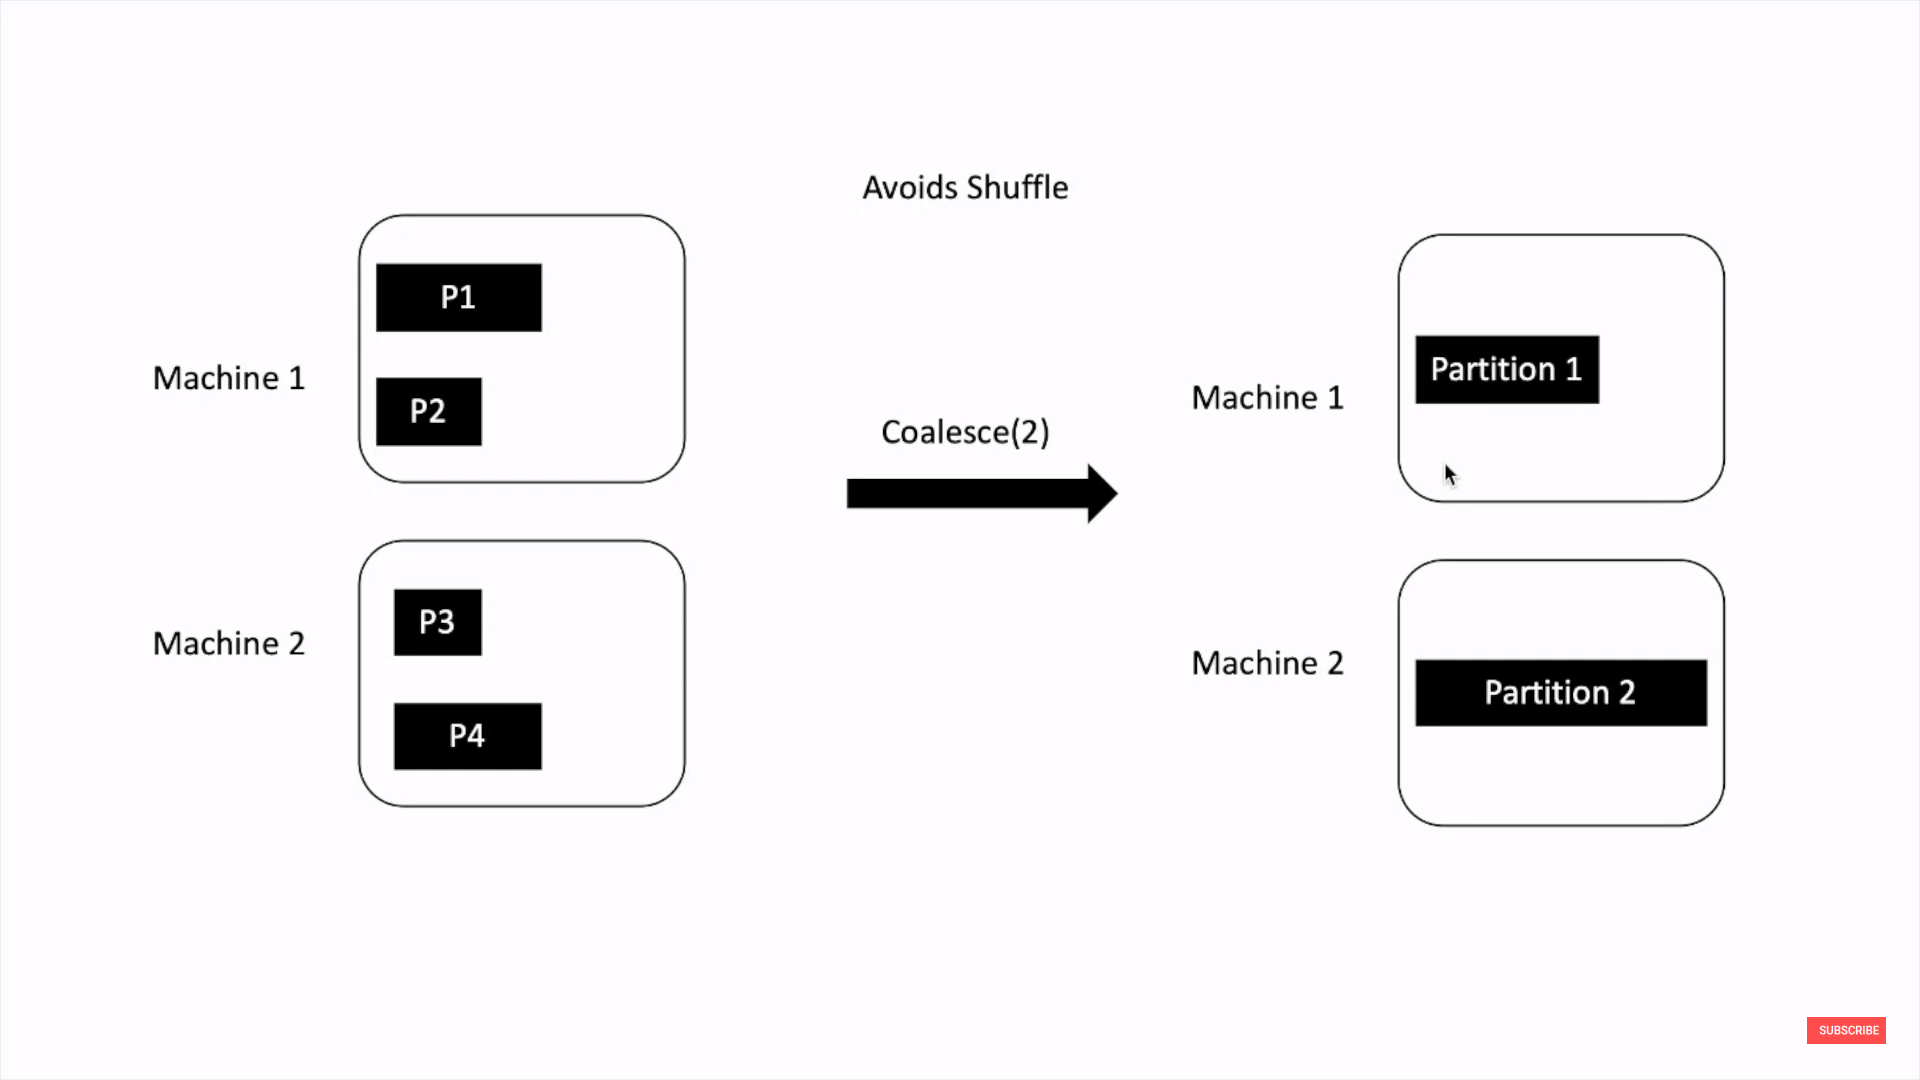 Avoids Shuffle
Machine 1
P1
P2
Machine 2
P3
P4
Coalesce(2)
Machine 1
Partition 1
Machine 2
Partition 2
SUBSCRIBE